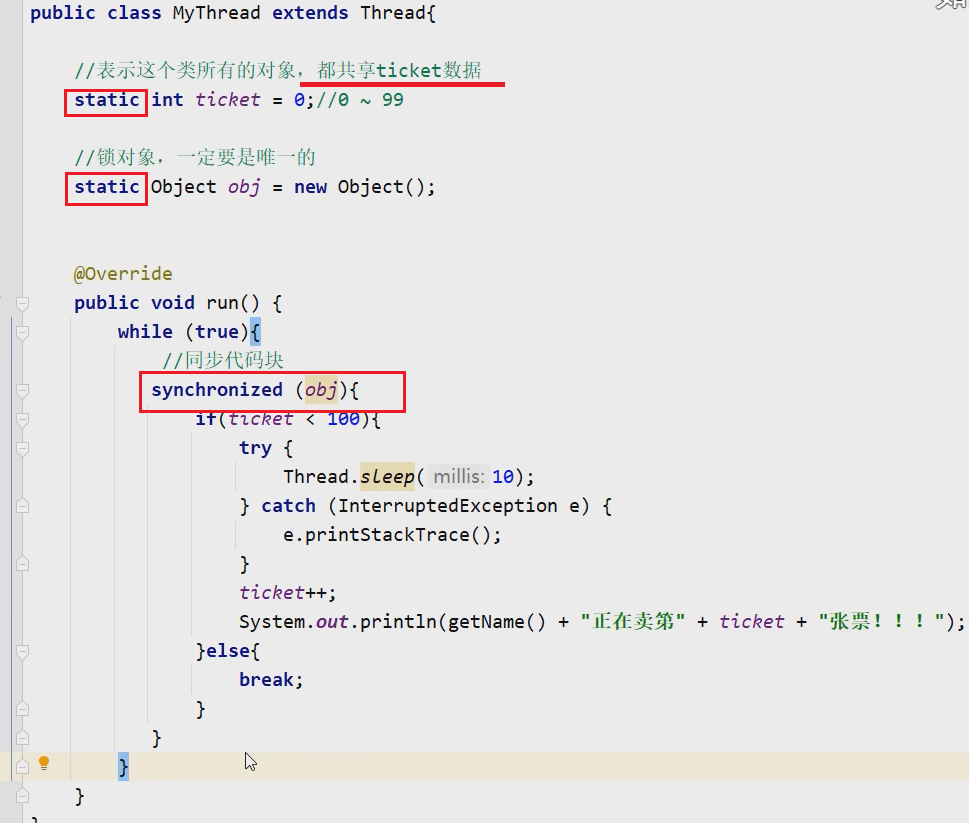 public class MyThread extends Thread{
//表示这个类所有的对象，都共享ticket数据
static int ticket = 0;//0 ~ 99
//锁对象，一定要是唯一的
static Object obj = new Object();
@Override
public void run() {
while (true){
//同步代码块
synchronized (obj){
if(ticket < 100){
try {
Thread.sleep( millis: 10);
} catch (InterruptedException e) {
e.printStackTrace();
}
ticket++;
System.out.println(getName() + "正在卖第" + ticket + "张票！！！");
}else{
break;
}
}
}
}